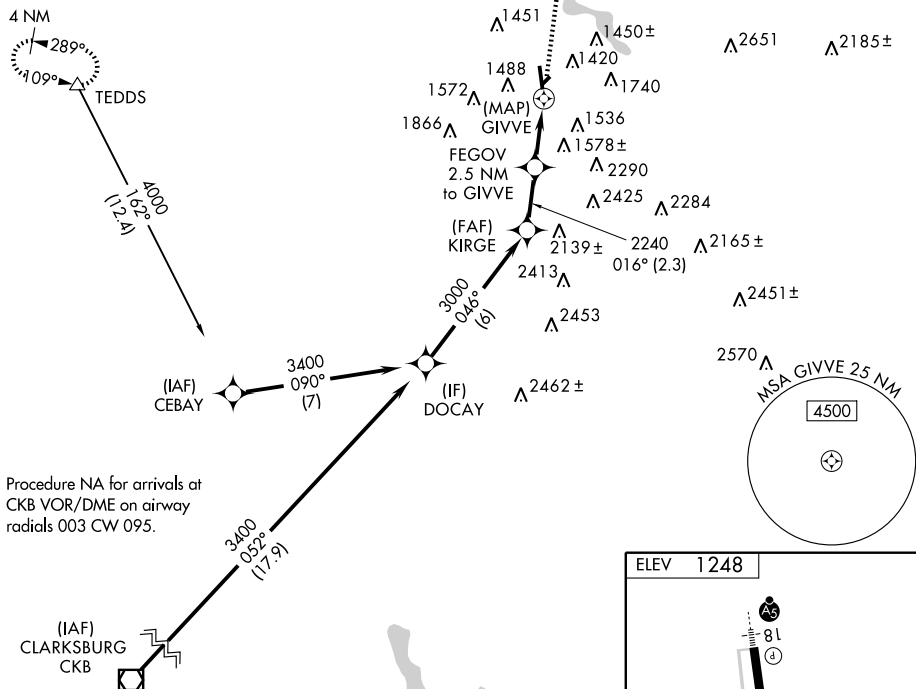 4 NM
289°
109°
TEDDS
4000
162°
(12.4)
1451
1450±
1420
2651
2185±
1488
1740
1572
(MAP)
GIVVE
1866
1536
1578±
FEGOV
2.5 NM
to GIVVE
2290
2425
2284
(FAF)
KIRGE
2139±
2240
016° (2.3)
2165±
2413
3000
046°
(6)
2451±
2453
3400
090°
(7)
(IAF)
CEBAY
(IF)
DOCAY
2462±
2570
MSA GIVVE 25 NM
4500
Procedure NA for arrivals at
CKB VOR/DME on airway
radials 003 CW 095.
3400
052°
(17.9)
(IAF)
CLARKSBURG
CKB
ELEV 1248
A5
18
P